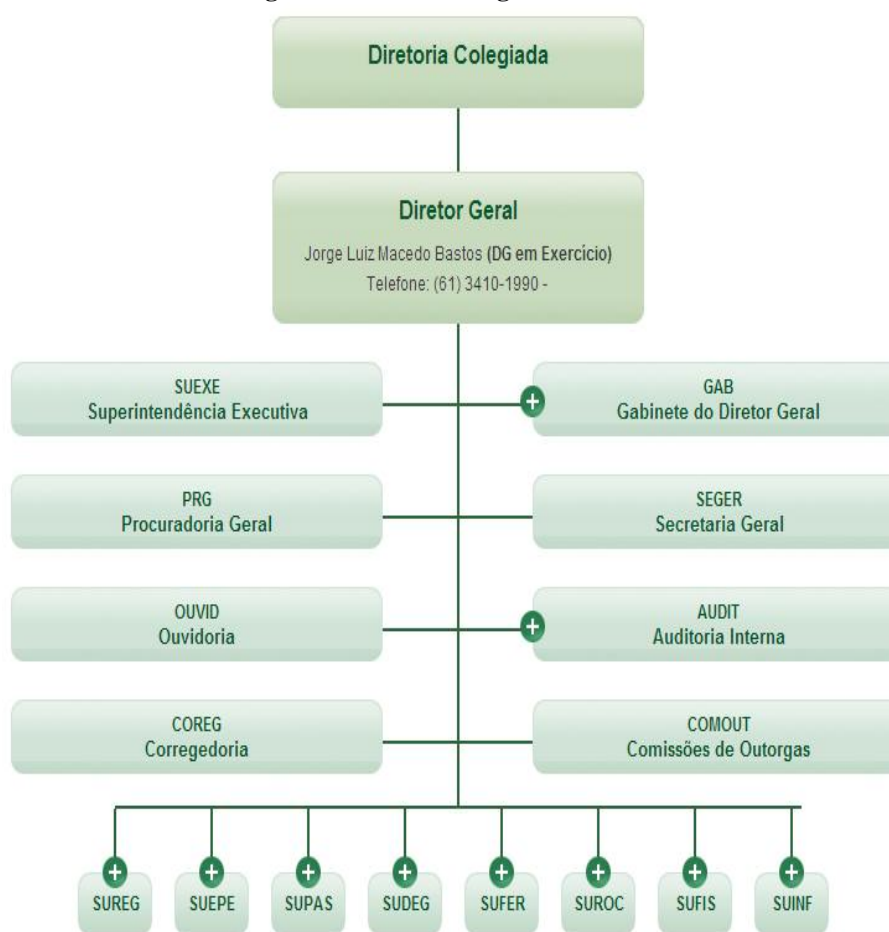 Diretoria Colegiada
Diretor Geral
Jorge Luiz Macedo Bastos (DG em Exercício)
Telefone: (61) 3410-1990 -
SUEXE
Superintendência Executiva
GAB
Gabinete do Diretor Geral
PRG
Procuradoria Geral
SEGER
Secretaria Geral
OUVID
Ouvidoria
AUDIT
Auditoria Interna
COREG
Corregedoria
COMOUT
Comissões de Outorgas
SUREG SUEPE SUPAS SUDEG SUFER SUROC SUFIS SUINF